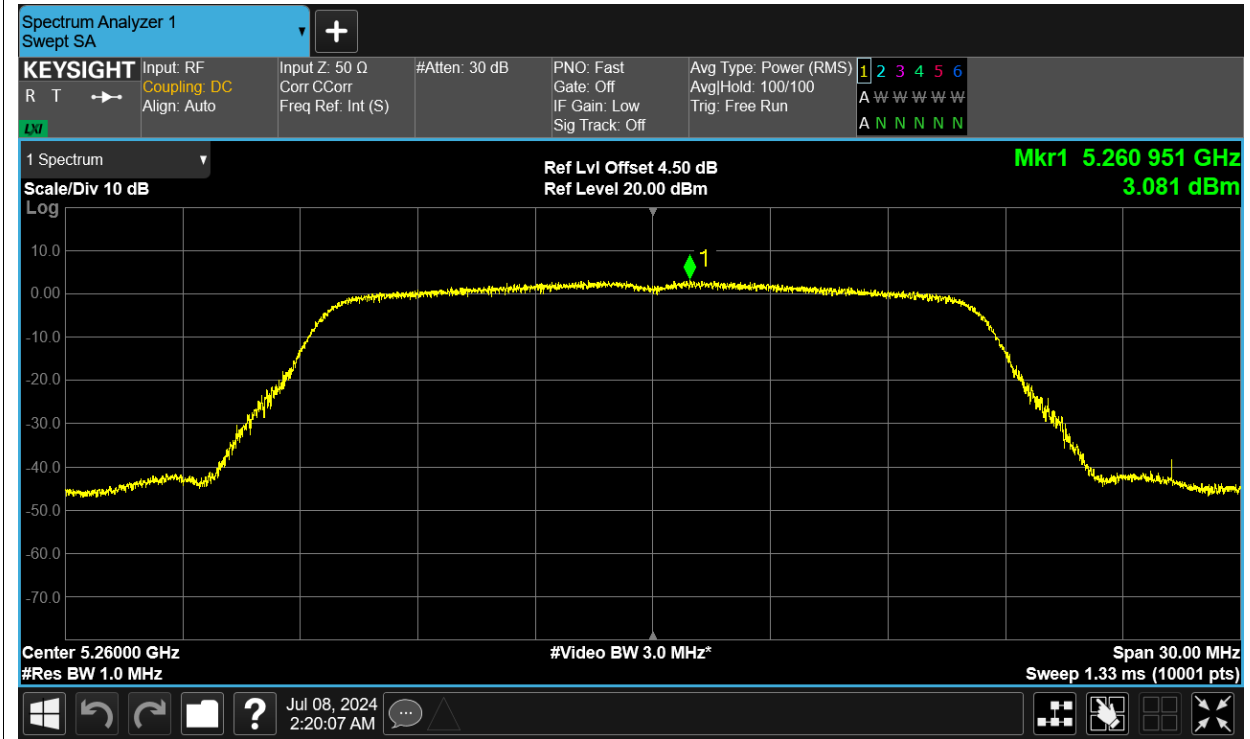 Spectrum Analyzer 1
Swept SA
+
KEYSIGHT
R T
LXI
Input: RF
Coupling: DC
Align: Auto
Input Z: 50 Ω
Corr CCorr
Freq Ref: Int (S)
#Atten: 30 dB
PNO: Fast
Gate: Off
IF Gain: Low
Sig Track: Off
Avg Type: Power (RMS)
Avg|Hold: 100/100
Trig: Free Run
1 2 3 4 5 6
A W W W W W
A N N N N N
1 Spectrum
Scale/Div 10 dB
Log
Ref Lvl Offset 4.50 dB
Ref Level 20.00 dBm
Mkr1 5.260 951 GHz
3.081 dBm
10.0
0.00
-10.0
-20.0
-30.0
-40.0
-50.0
-60.0
-70.0
1
Center 5.26000 GHz
#Res BW 1.0 MHz
#Video BW 3.0 MHz*
Span 30.00 MHz
Sweep 1.33 ms (10001 pts)
?
Jul 08, 2024
2:20:07 AM